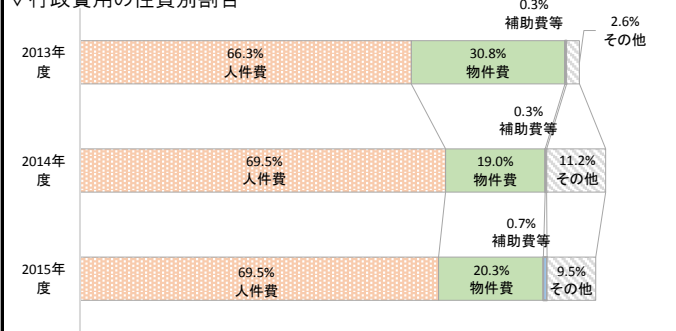 ▽行政費用の性質別割合
0.3%
補助費等
2.6%
その他
2013年
度
66.3%
人件費
30.8%
物件費
0.3%
補助費等
2014年
度
69.5%
人件費
19.0%
物件費
11.2%
その他
0.7%
補助費等
2015年
度
69.5%
人件費
20.3%
物件費
9.5%
その他